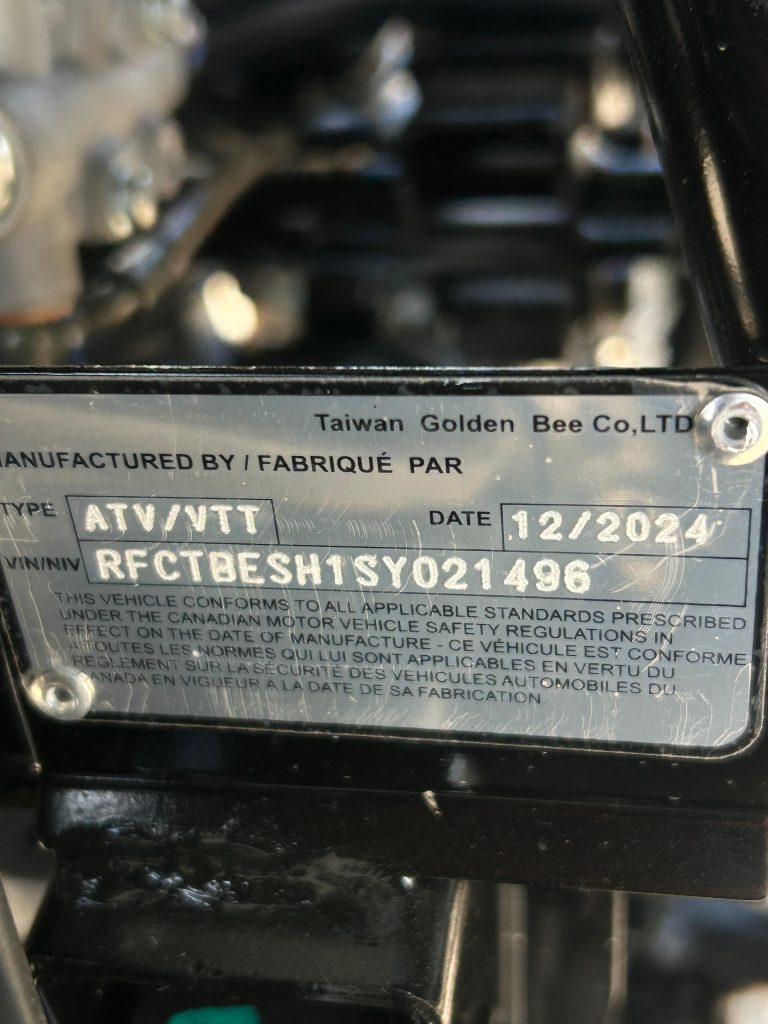 Taiwan Golden Bee Co,LTD
MANUFACTURED BY / FABRIQUÉ PAR
TYPE ATV/VTT DATE 12/2024
VIN/NIV RFCTBESH1SY021496
THIS VEHICLE CONFORMS TO ALL APPLICABLE STANDARDS PRESCRIBED
UNDER THE CANADIAN MOTOR VEHICLE SAFETY REGULATIONS IN
EFFECT ON THE DATE OF MANUFACTURE - CE VÉHICULE EST CONFORME
A TOUTES LES NORMES QUI LUI SONT APPLICABLES EN VERTU DU
REGLEMENT SUR LA SÉCURITÉ DES VÉHICULES AUTOMOBILES DU
CANADA EN VIGUEUR A LA DATE DE SA FABRICATION.